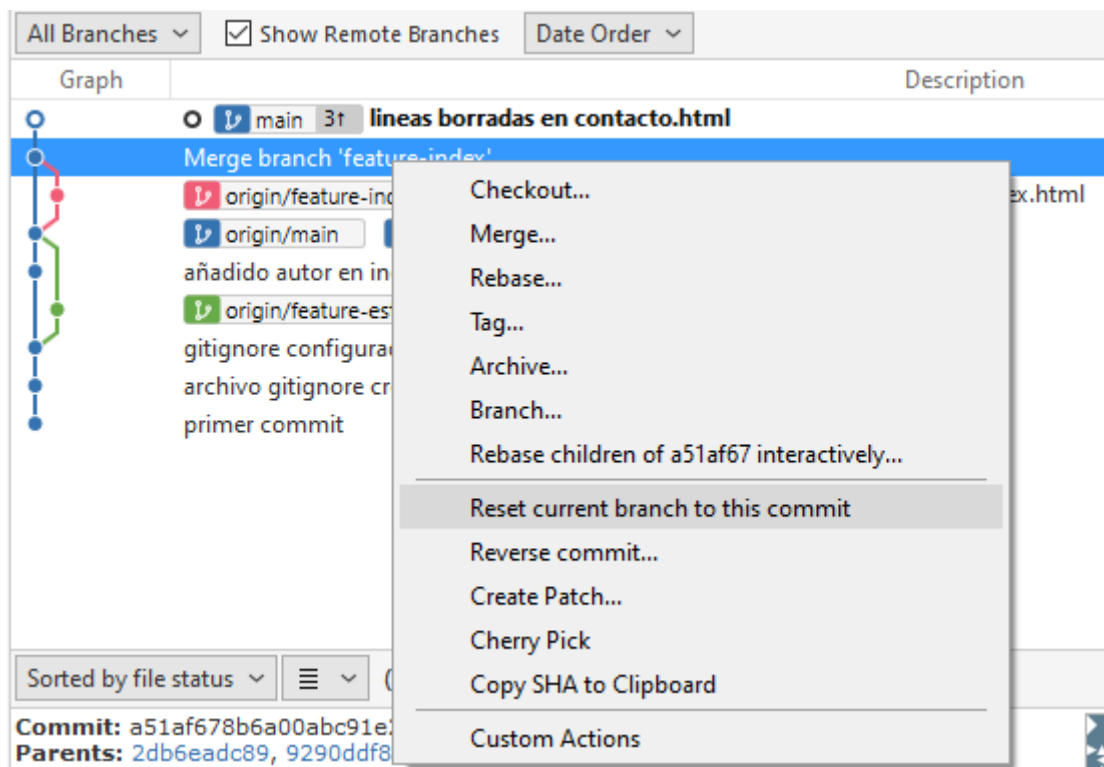 All Branches Show Remote Branches Date Order
Graph Description
main 3↑ lineas borradas en contacto.html
Merge branch 'feature-index'
origin/feature-in ex.html
origin/main
añadido autor en in
origin/feature-es
gitignore configura
archivo gitignore cr
primer commit
Checkout...
Merge...
Rebase...
Tag...
Archive...
Branch...
Rebase children of a51af67 interactively...
Reset current branch to this commit
Reverse commit...
Create Patch...
Cherry Pick
Copy SHA to Clipboard
Custom Actions
Sorted by file status (
Commit: a51af678b6a00abc91e
Parents: 2db6eadc89, 9290ddf8